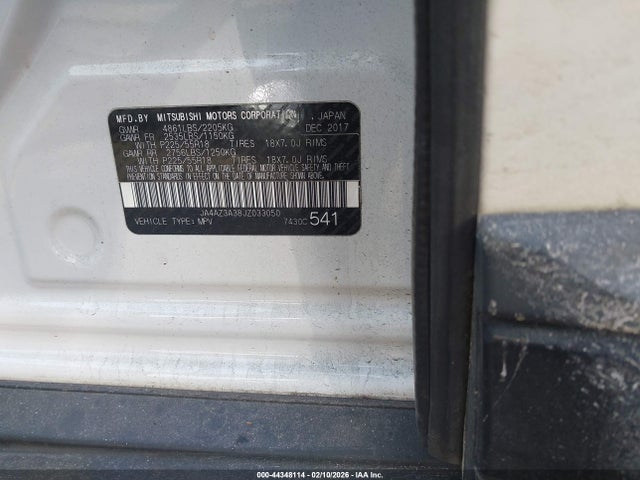 MFD.BY MITSUBISHI MOTORS CORPORATION , JAPAN
GVWR 4861LBS/2205KG DEC 2017
GAWR FR 2535LBS/1150KG
WITH P225/55R18 TIRES 18X7.0J RIMS
GAWR RR 2756LBS/1250KG
WITH P225/55R18 TIRES 18X7.0J RIMS
THIS VEHICLE CONFORMS TO ALL APPLICABLE FEDERAL MOTOR VEHICLE
SAFETY AND THEFT PREVENTION STANDARDS IN EFFECT ON THE DATE
OF MANUFACTURE SHOWN ABOVE.
JA4AZ3A38JZ033050
VEHICLE TYPE: MPV 7430C 541
000-44348114 - 02/10/2026 - COPART